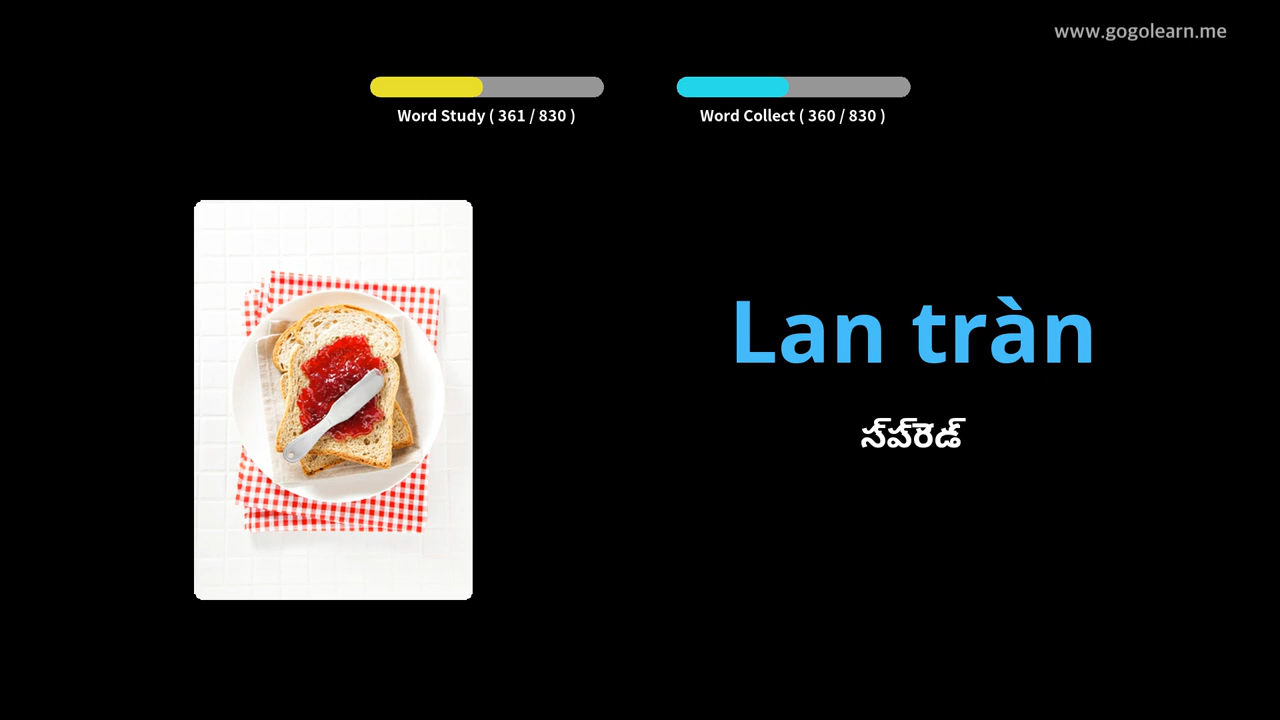 www.gogolearn.me
Word Study ( 361 / 830 )
Word Collect ( 360 / 830 )
Lan tràn
స్ప్రెడ్